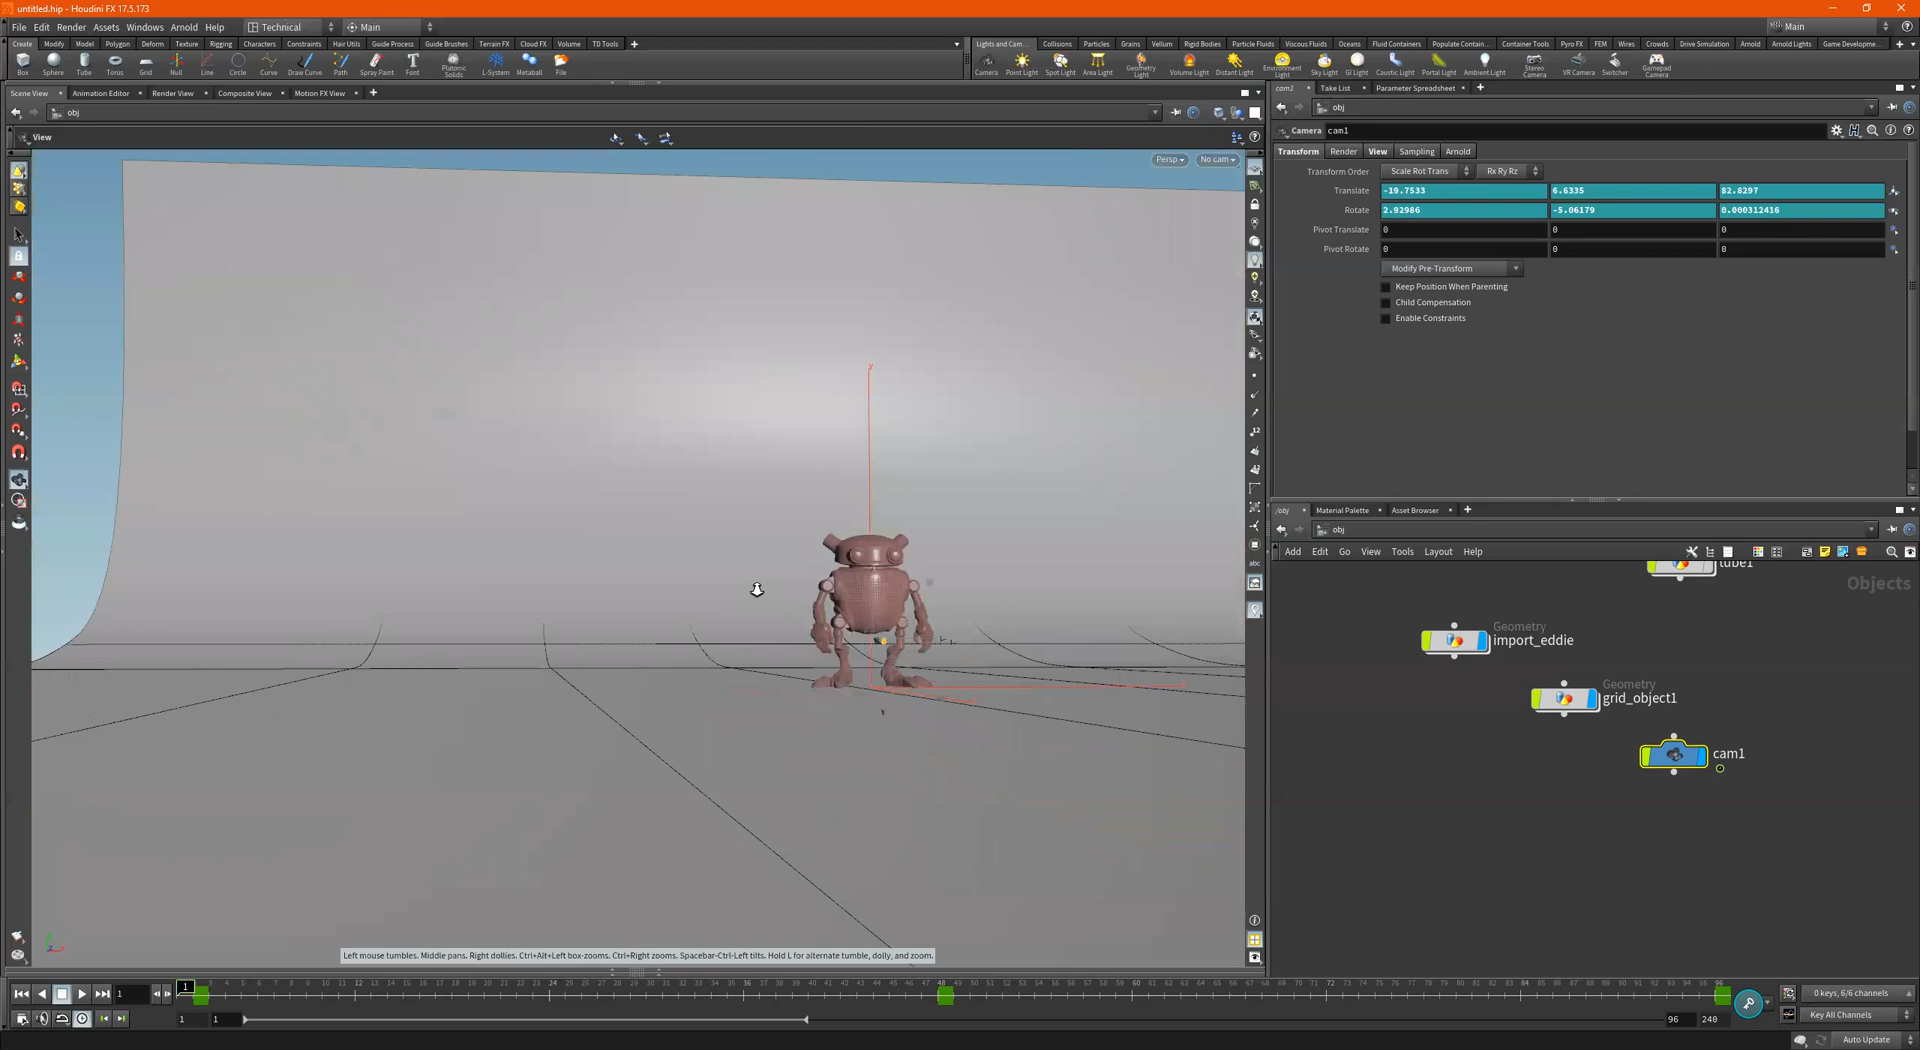 untitled.hip - Houdini FX 17.5.173
File Edit Render Assets Windows Arnold Help Technical Main Main
Create Modify Model Polygon Deform Texture Rigging Characters Constraints Hair Utils Guide Process Guide Brushes Terrain FX Cloud FX Volume TD Tools
Lights and Cam... Collisions Particles Grains Vellum Rigid Bodies Particle Fluids Viscous Fluids Oceans Fluid Containers Populate Contain... Container Tools Pyro FX FEM Wires Crowds Drive Simulation Arnold Arnold Lights Game Developme...
Box Sphere Tube Torus Grid Null Line Circle Curve Draw Curve Path Spray Paint Font Platonic Solids L-System Metaball File
Camera Point Light Spot Light Area Light Geometry Light Volume Light Distant Light Environment Light Sky Light GI Light Caustic Light Portal Light Ambient Light Stereo Camera VR Camera Switcher Gamepad Camera
Scene View Animation Editor Render View Composite View Motion FX View
obj
View
Persp No cam
y
Left mouse tumbles. Middle pans. Right dollies. Ctrl+Alt+Left box-zooms. Ctrl+Right zooms. Spacebar-Ctrl-Left tilts. Hold L for alternate tumble, dolly, and zoom.
cam1 Take List Parameter Spreadsheet
obj
Camera cam1
Transform Render View Sampling Arnold
Transform Order Scale Rot Trans Rx Ry Rz
Translate -19.7533 6.6335 82.8297
Rotate 2.92986 -5.06179 0.000312416
Pivot Translate 0 0 0
Pivot Rotate 0 0 0
Modify Pre-Transform
Keep Position When Parenting
Child Compensation
Enable Constraints
/obj Material Palette Asset Browser
obj
Add Edit Go View Tools Layout Help
tube1
Objects
Geometry
import_eddie
Geometry
grid_object1
cam1
1 1 24 36 48 60 72 84 96
1 1 96 240
0 keys, 6/6 channels
Key All Channels
Auto Update